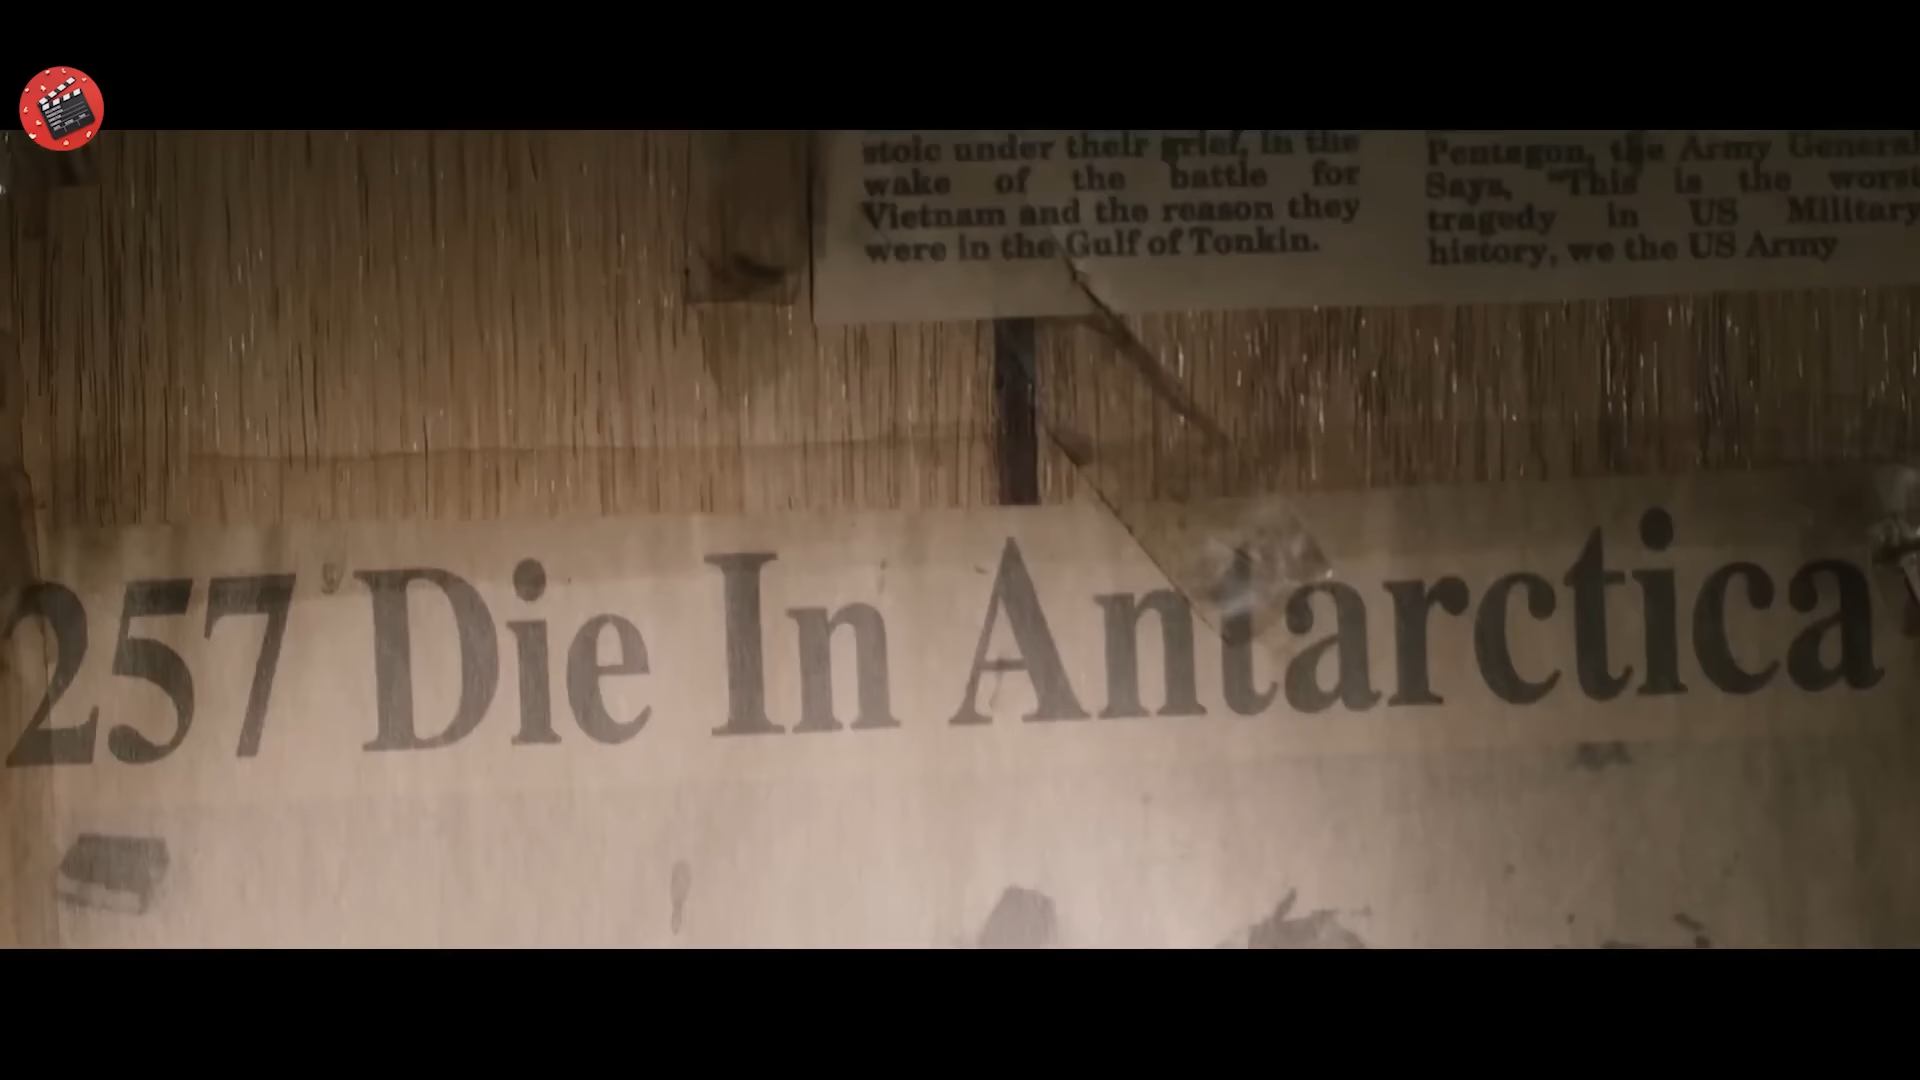 stoic under their grief, In the
wake of the battle for
Vietnam and the reason they
were in the Gulf of Tonkin.
Pentagon, the Army General
Says, "This is the worst
tragedy in US Military
history, we the US Army
257 Die In Antarctica